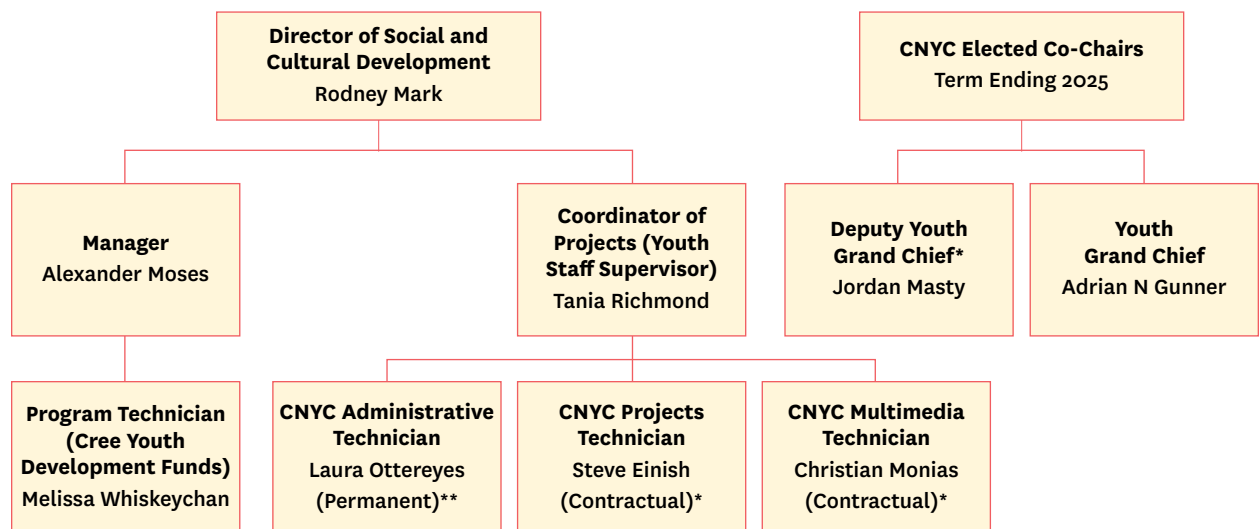 Director of Social and
Cultural Development
Rodney Mark
CNYC Elected Co-Chairs
Term Ending 2025
Manager
Alexander Moses
Coordinator of
Projects (Youth
Staff Supervisor)
Tania Richmond
Deputy Youth
Grand Chief*
Jordan Masty
Youth
Grand Chief
Adrian N Gunner
Program Technician
(Cree Youth
Development Funds)
Melissa Whiskeychan
CNYC Administrative
Technician
Laura Ottereyes
(Permanent)**
CNYC Projects
Technician
Steve Einish
(Contractual)*
CNYC Multimedia
Technician
Christian Monias
(Contractual)*